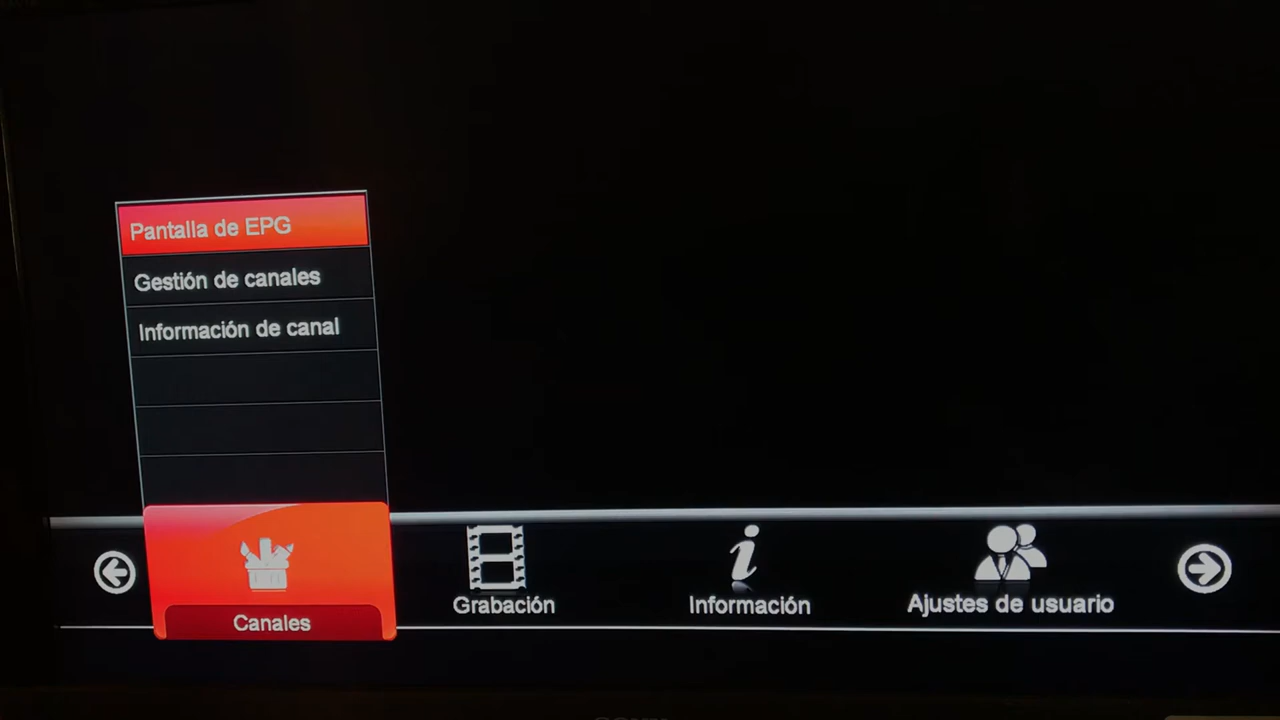 Pantalla de EPG
Gestión de canales
Información de canal
Canales
Grabación
Información
Ajustes de usuario